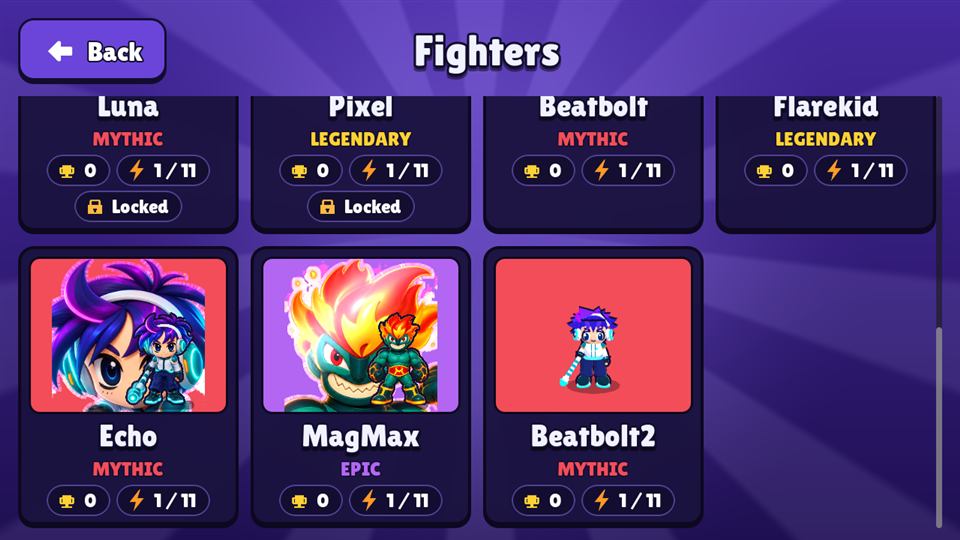 Back
Fighters
Luna
Pixel
Beatbolt
Flarekid
MYTHIC
LEGENDARY
MYTHIC
LEGENDARY
0 1 / 11
0 1 / 11
0 1 / 11
0 1 / 11
Locked
Locked
Echo
MagMax
Beatbolt2
MYTHIC
EPIC
MYTHIC
0 1 / 11
0 1 / 11
0 1 / 11